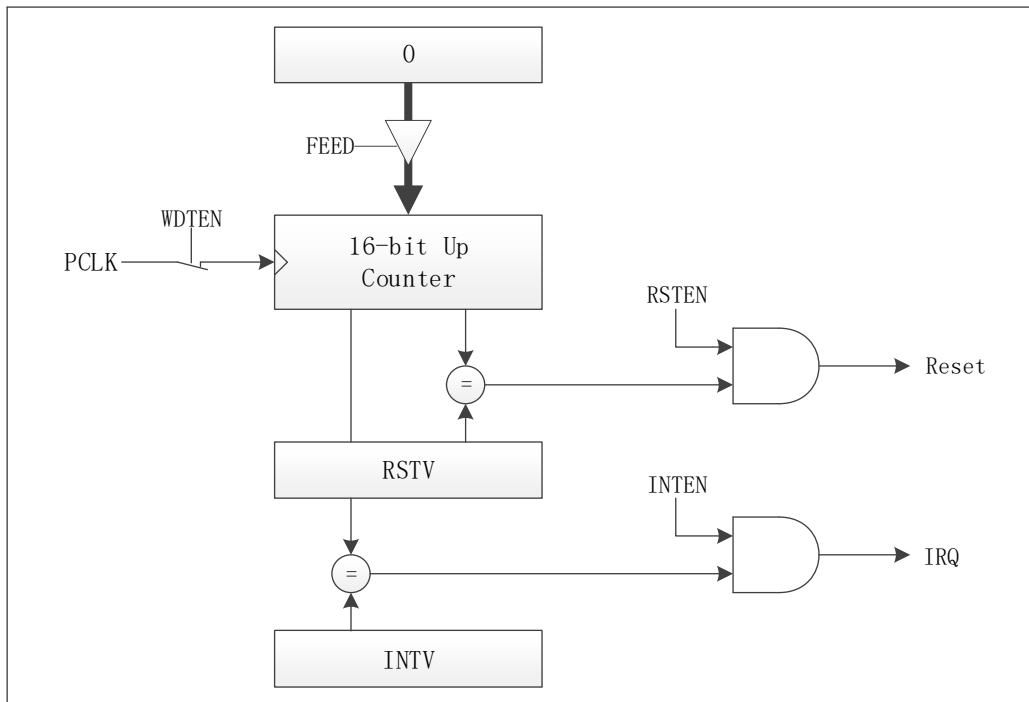 0
FEED
WDTEN
PCLK
16-bit Up
Counter
RSTEN
Reset
=
RSTV
INTEN
IRQ
=
INTV